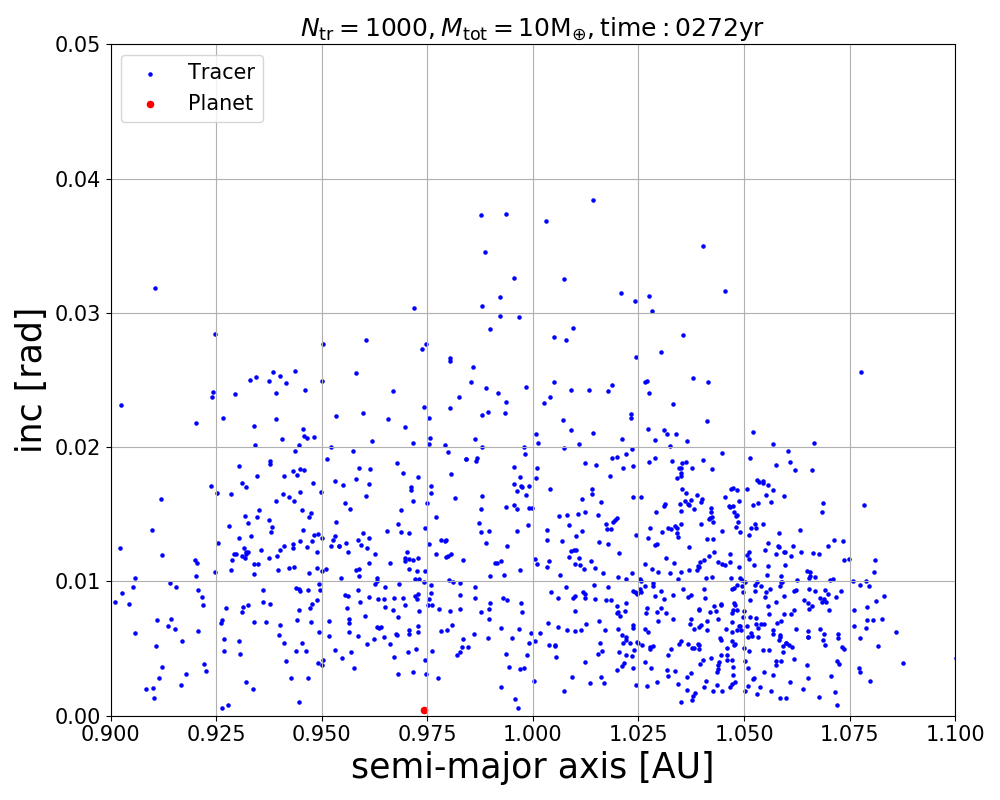 N_tr = 1000, M_tot = 10M_⊕, time : 0272yr
Tracer
Planet
inc [rad]
0.05
0.04
0.03
0.02
0.01
0.00
0.900 0.925 0.950 0.975 1.000 1.025 1.050 1.075 1.100
semi-major axis [AU]